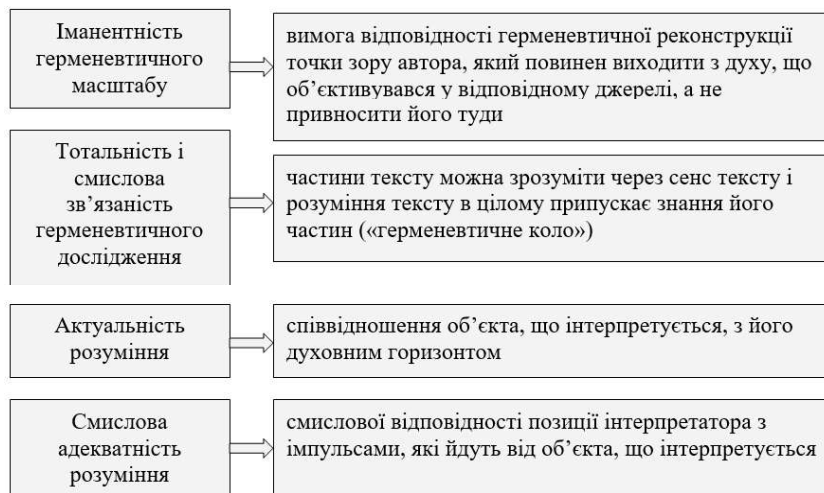 Іманентність
герменевтичного
масштабу
вимога відповідності герменевтичної реконструкції
точки зору автора, який повинен виходити з духу, що
об’єктивувався у відповідному джерелі, а не
привносити його туди
Тотальність і
смислова
зв’язаність
герменевтичного
дослідження
частини тексту можна зрозуміти через сенс тексту і
розуміння тексту в цілому припускає знання його
частин («герменевтичне коло»)
Актуальність
розуміння
співвідношення об’єкта, що інтерпретується, з його
духовним горизонтом
Смислова
адекватність
розуміння
смислової відповідності позиції інтерпретатора з
імпульсами, які йдуть від об’єкта, що інтерпретується